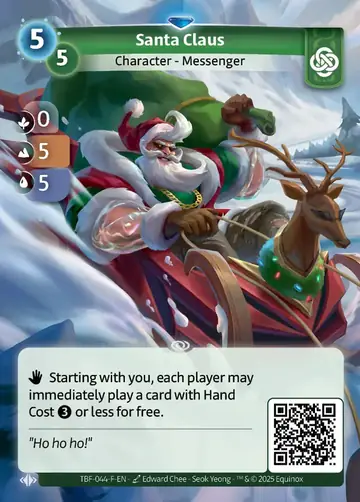 5
5
Santa Claus
Character - Messenger
0
5
5
Starting with you, each player may
immediately play a card with Hand
Cost 3 or less for free.
"Ho ho ho!"
TBF-044-F-EN - Edward Chee - Seok Yeong - ™ & © 2025 Equinox